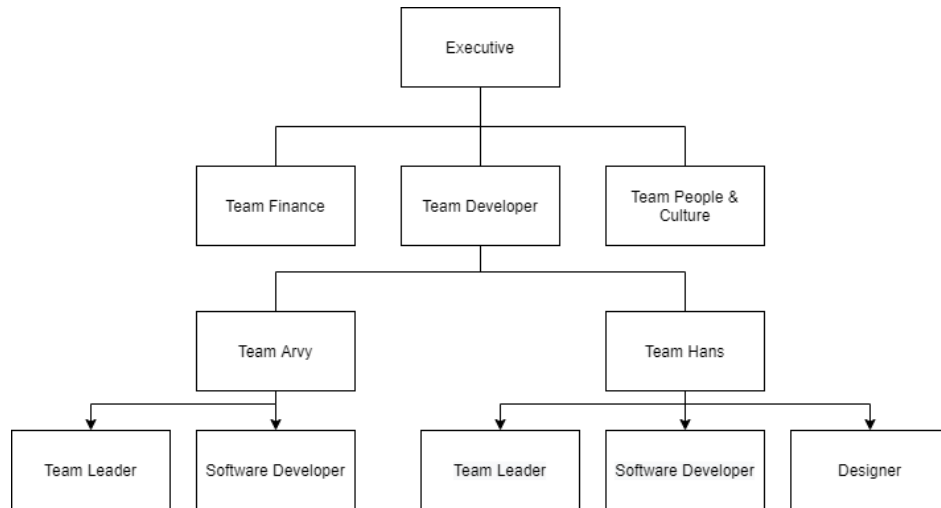 Executive
Team Finance
Team Developer
Team People &
Culture
Team Arvy
Team Hans
Team Leader
Software Developer
Team Leader
Software Developer
Designer